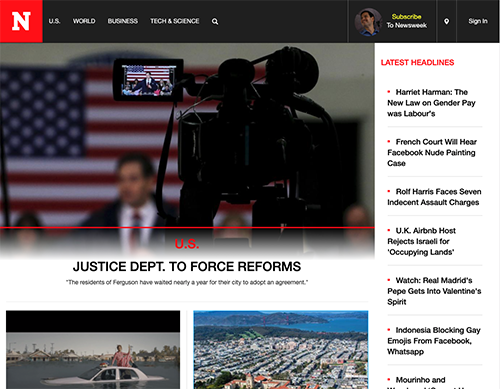 N
U.S. WORLD BUSINESS TECH & SCIENCE
Subscribe
To Newsweek
Sign In
U.S.
JUSTICE DEPT. TO FORCE REFORMS
"The residents of Ferguson have waited nearly a year for their city to adopt an agreement."
LATEST HEADLINES
Harriet Harman: The
New Law on Gender Pay
was Labour's
French Court Will Hear
Facebook Nude Painting
Case
Rolf Harris Faces Seven
Indecent Assault Charges
U.K. Airbnb Host
Rejects Israeli for
'Occupying Lands'
Watch: Real Madrid's
Pepe Gets Into Valentine's
Spirit
Indonesia Blocking Gay
Emojis From Facebook,
Whatsapp
Mourinho and